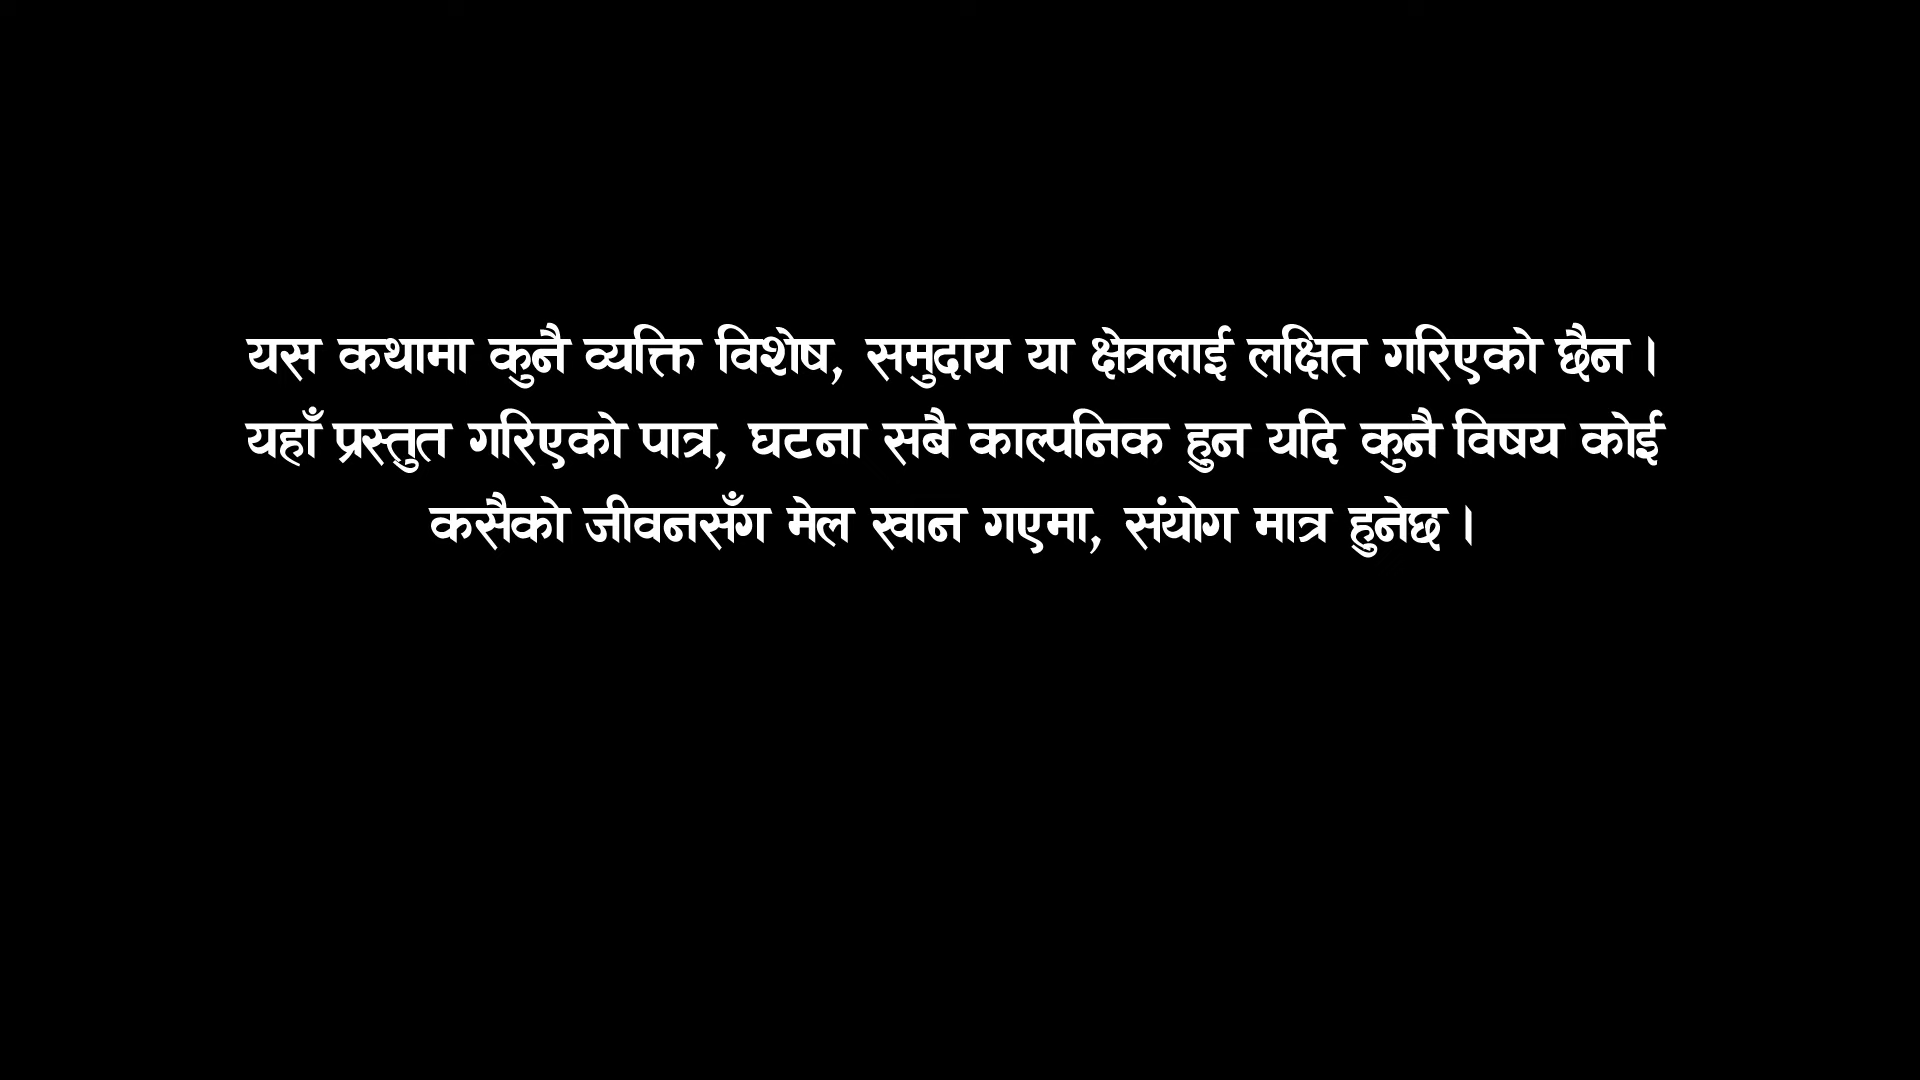 यस कथामा कुनै व्यक्ति विशेष, समुदाय या क्षेत्रलाई लक्षित गरिएको छैन ।
यहाँ प्रस्तुत गरिएको पात्र, घटना सबै काल्पनिक हुन यदि कुनै विषय कोई
कसैको जीवनसँग मेल खान गएमा, संयोग मात्र हुनेछ ।